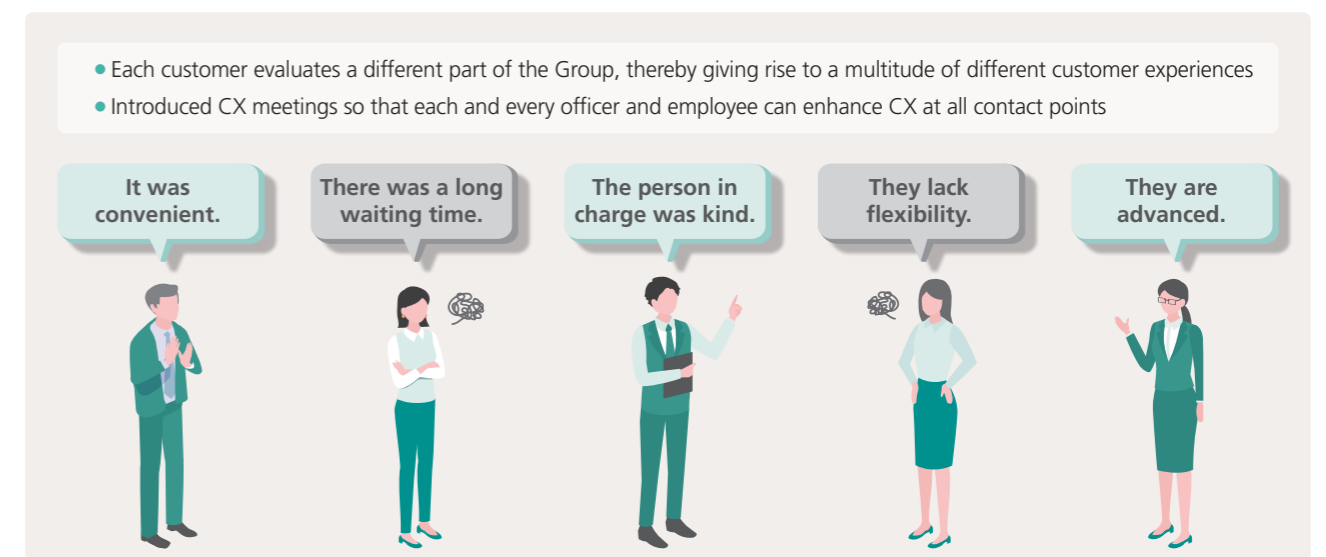 ● Each customer evaluates a different part of the Group, thereby giving rise to a multitude of different customer experiences
● Introduced CX meetings so that each and every officer and employee can enhance CX at all contact points
It was
convenient.
There was a long
waiting time.
The person in
charge was kind.
They lack
flexibility.
They are
advanced.